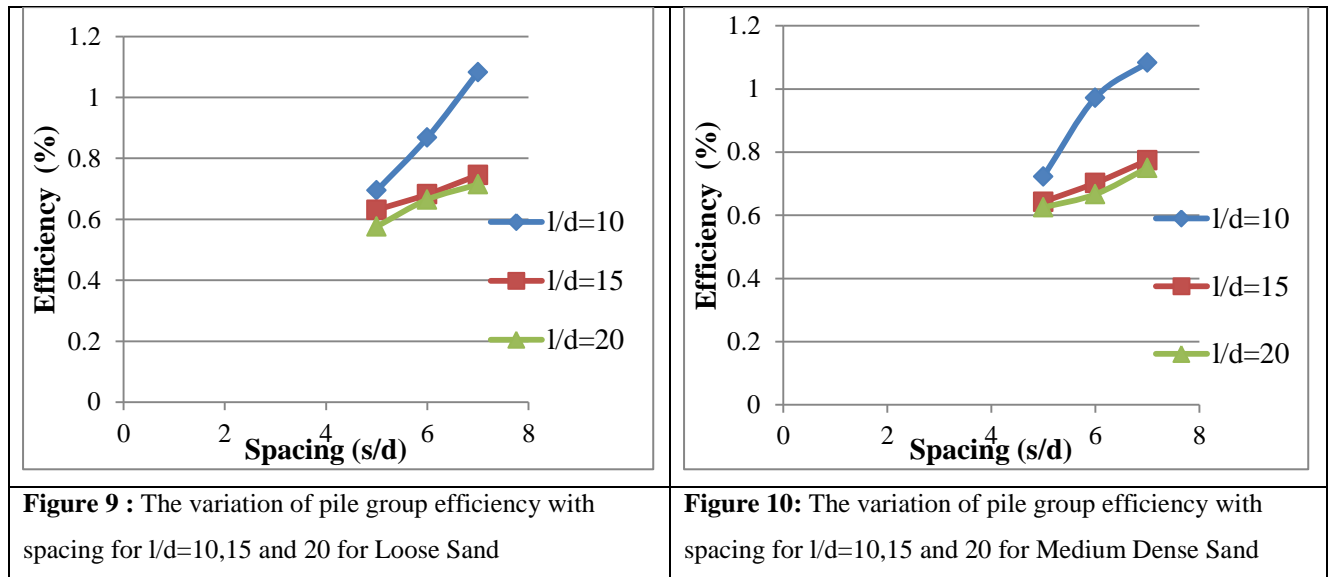 1.2
1
0.8
0.6
0.4
0.2
0
Efficiency (%)
0 2 4 6 8
Spacing (s/d)
l/d=10
l/d=15
l/d=20
Figure 9 : The variation of pile group efficiency with
spacing for l/d=10,15 and 20 for Loose Sand
1.2
1
0.8
0.6
0.4
0.2
0
Efficiency (%)
0 2 4 6 8
Spacing (s/d)
l/d=10
l/d=15
l/d=20
Figure 10: The variation of pile group efficiency with
spacing for l/d=10,15 and 20 for Medium Dense Sand